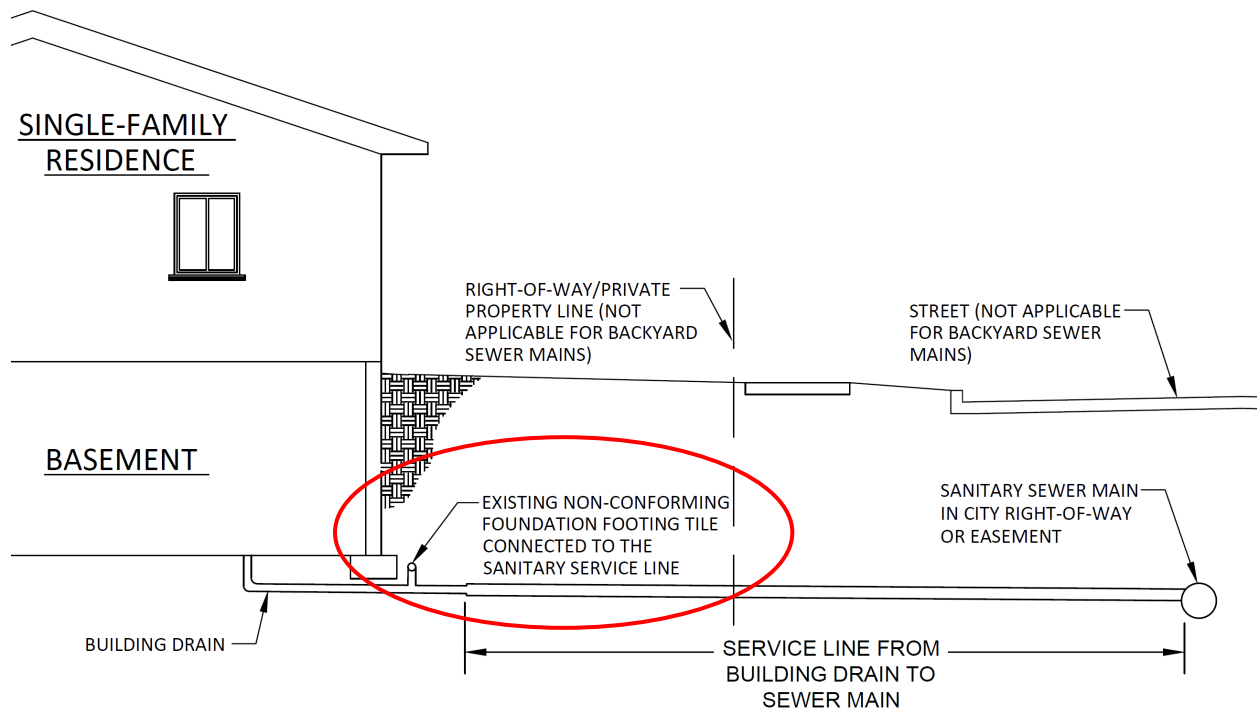 SINGLE-FAMILY
RESIDENCE
RIGHT-OF-WAY/PRIVATE
PROPERTY LINE (NOT
APPLICABLE FOR BACKYARD
SEWER MAINS)
STREET (NOT APPLICABLE
FOR BACKYARD SEWER
MAINS)
BASEMENT
EXISTING NON-CONFORMING
FOUNDATION FOOTING TILE
CONNECTED TO THE
SANITARY SERVICE LINE
SANITARY SEWER MAIN
IN CITY RIGHT-OF-WAY
OR EASEMENT
BUILDING DRAIN
SERVICE LINE FROM
BUILDING DRAIN TO
SEWER MAIN